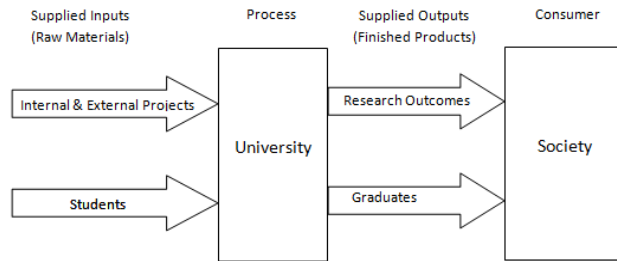 Supplied Inputs
(Raw Materials)
Process
Supplied Outputs
(Finished Products)
Consumer
Internal & External Projects
Research Outcomes
University
Society
Students
Graduates